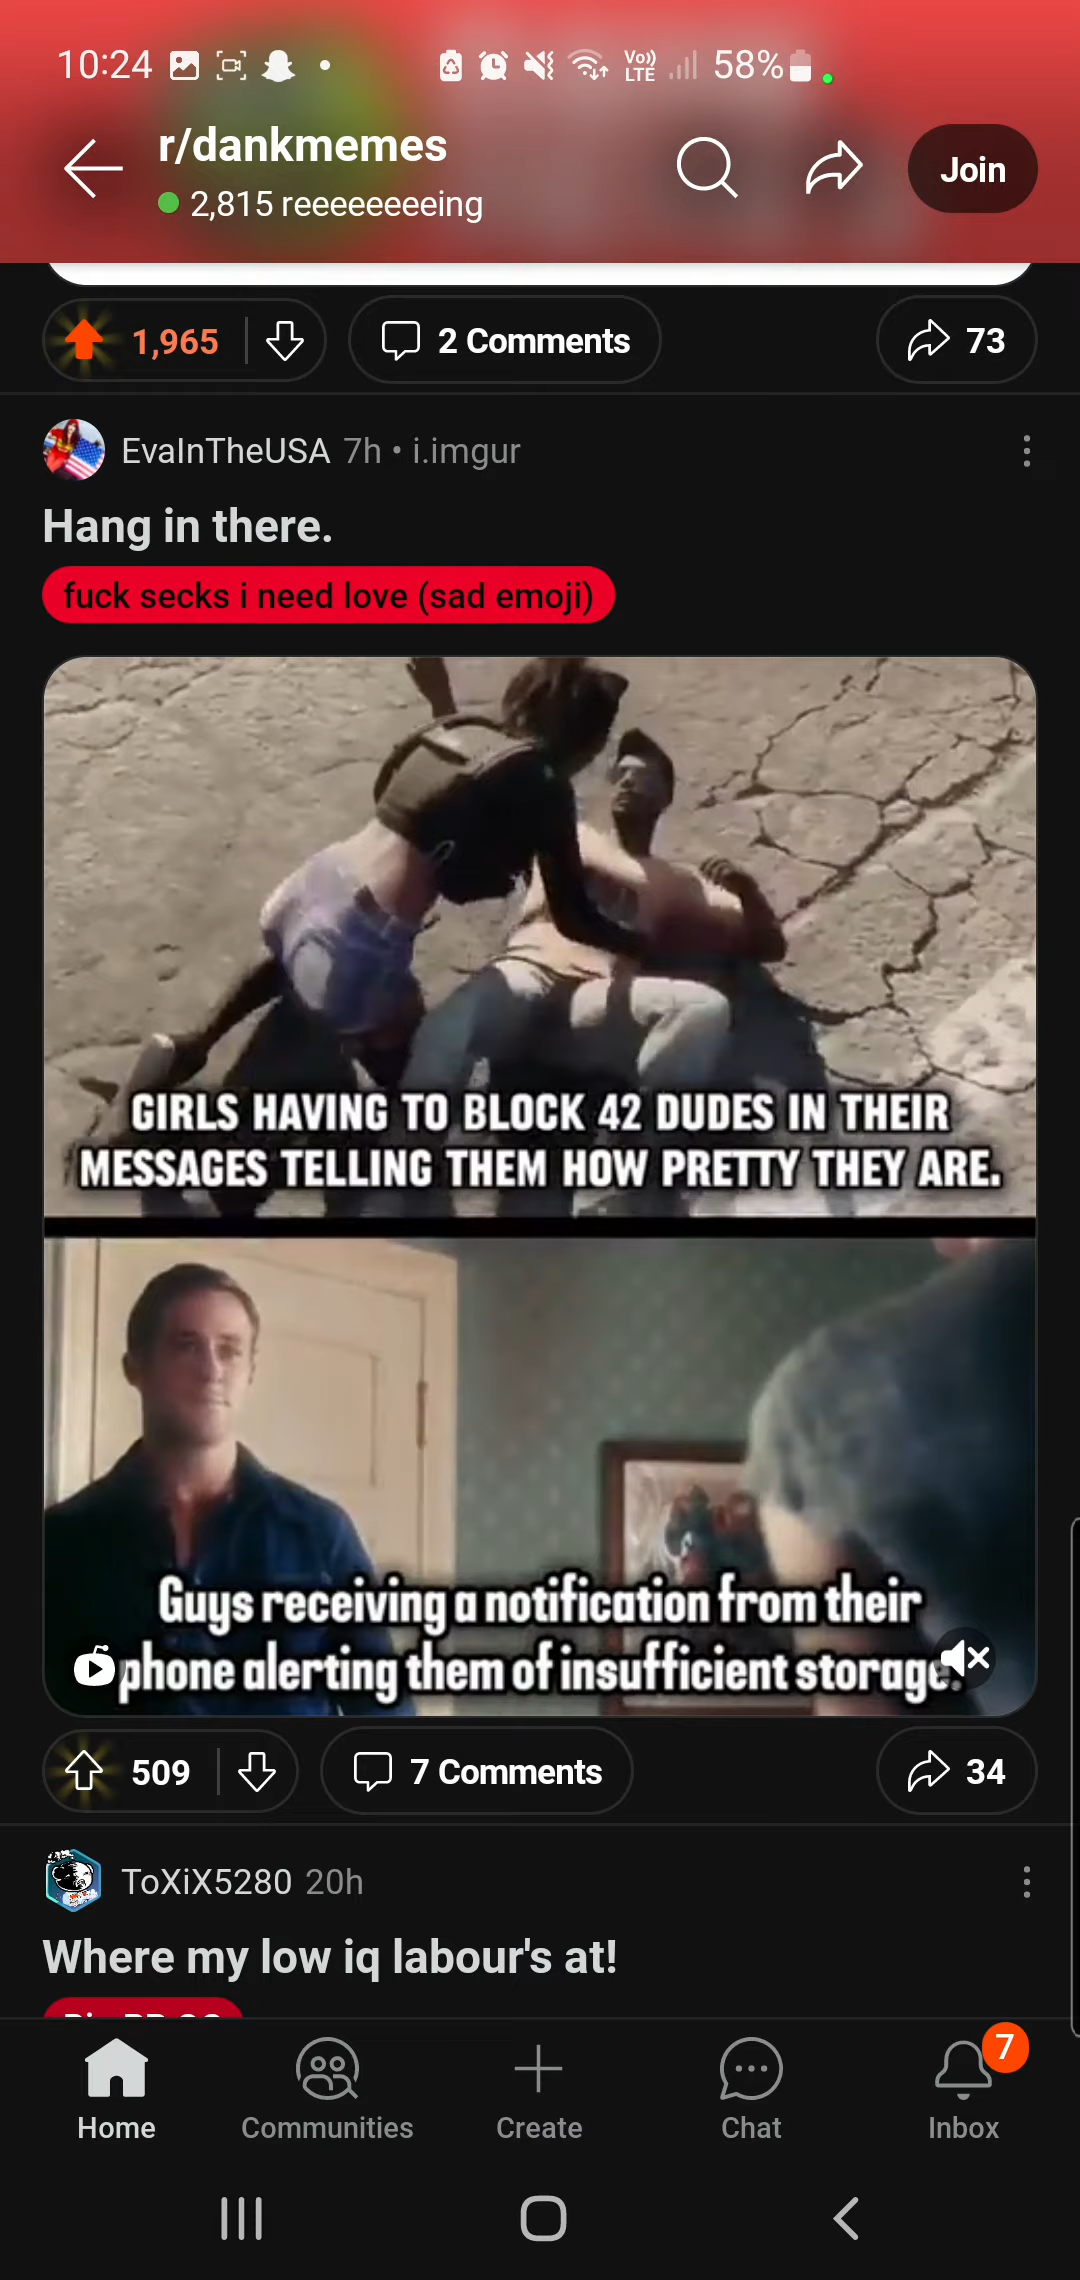 10:24 Vo)) LTE 58%
r/dankmemes
2,815 reeeeeeeeing
Join
1,965
2 Comments
73
EvaInTheUSA 7h • i.imgur
Hang in there.
fuck secks i need love (sad emoji)
GIRLS HAVING TO BLOCK 42 DUDES IN THEIR
MESSAGES TELLING THEM HOW PRETTY THEY ARE.
Guys receiving a notification from their
phone alerting them of insufficient storage.
509
7 Comments
34
ToXiX5280 20h
Where my low iq labour's at!
7
Home
Communities
Create
Chat
Inbox